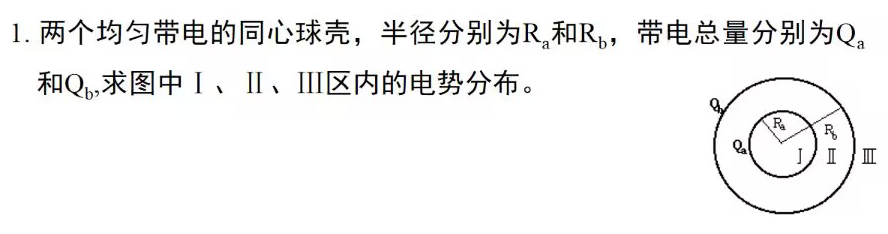 1. 两个均匀带电的同心球壳，半径分别为Ra和Rb，带电总量分别为Qa
和Qb,求图中Ⅰ、Ⅱ、Ⅲ区内的电势分布。
Qb
Ra
Rb
Qa
Ⅰ Ⅱ Ⅲ